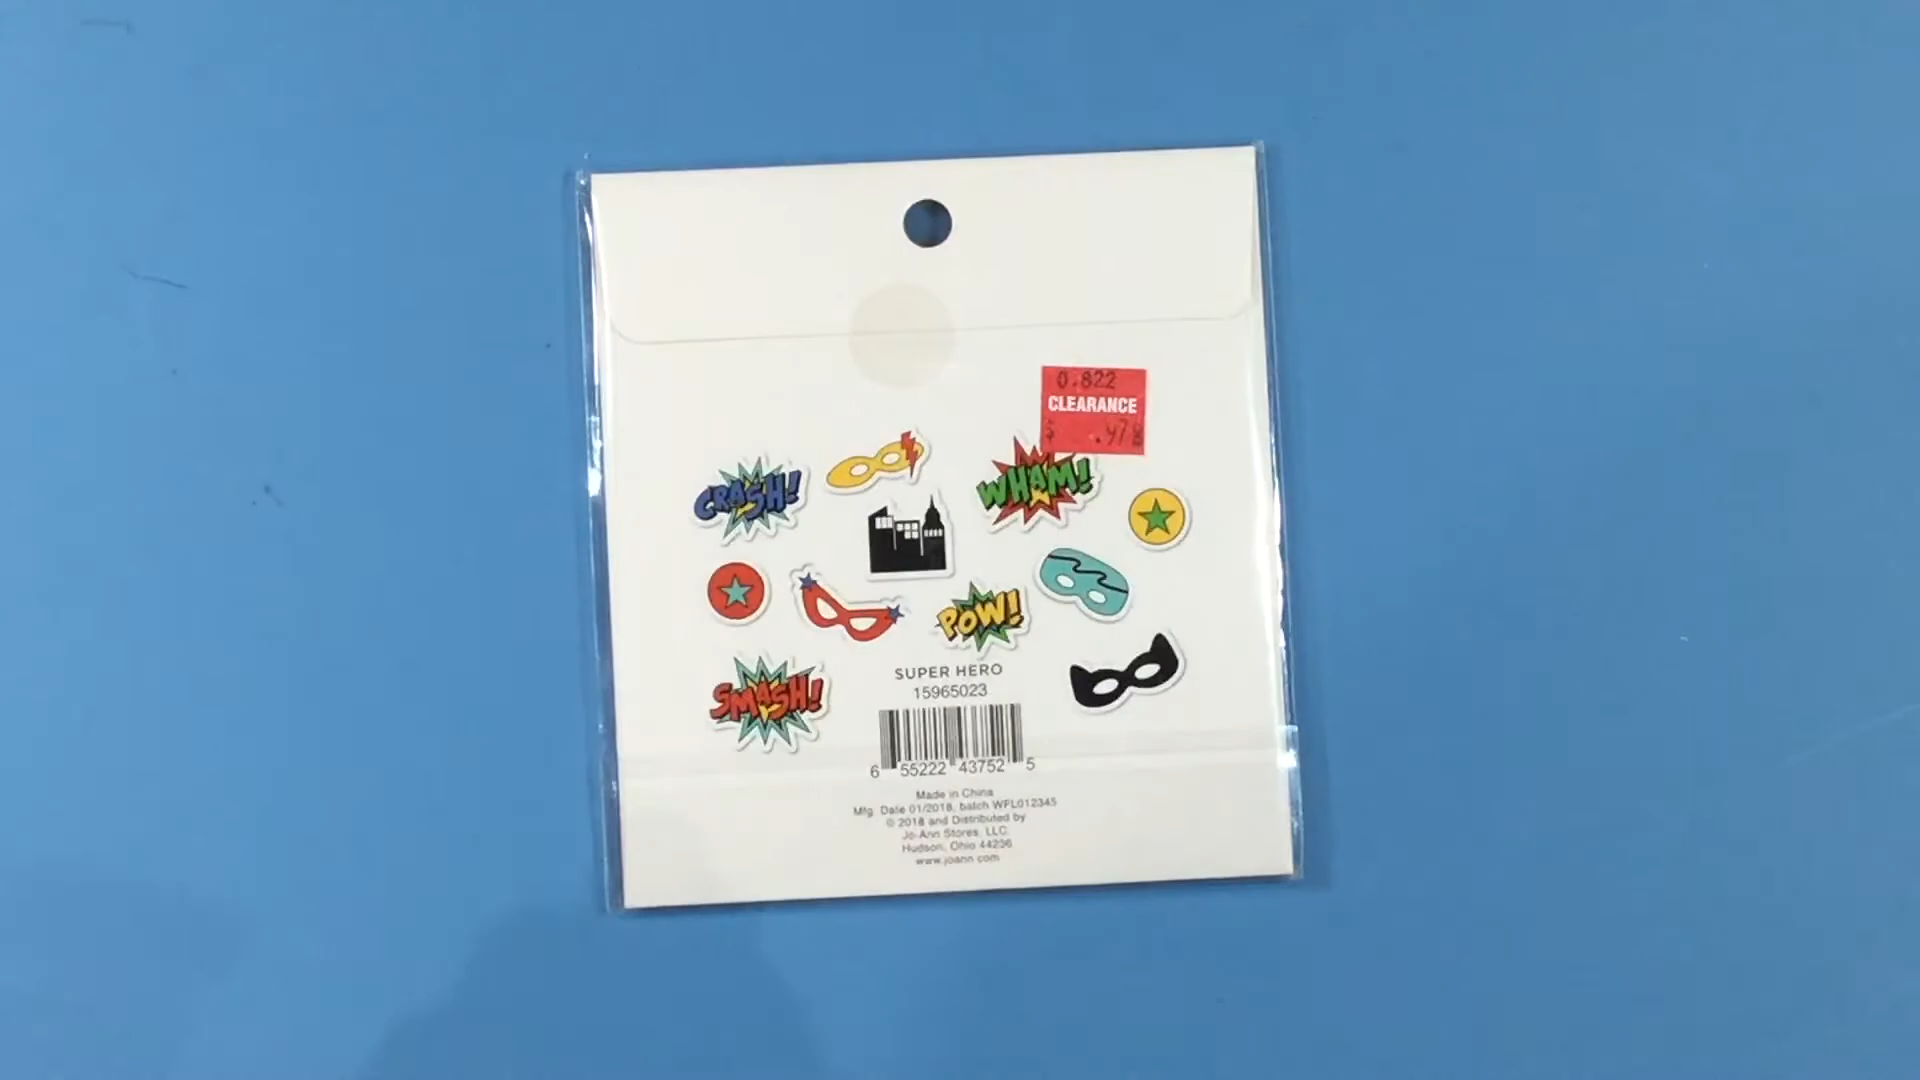 0.822
CLEARANCE
$ .97
CRASH!
WHAM!
POW!
SMASH!
SUPER HERO
15965023
6 55222 43752 5
Made in China
Mfg. Date 01/2018, batch WFL012345
© 2018 and Distributed by
Jo-Ann Stores, LLC.
Hudson, Ohio 44236
www.joann.com